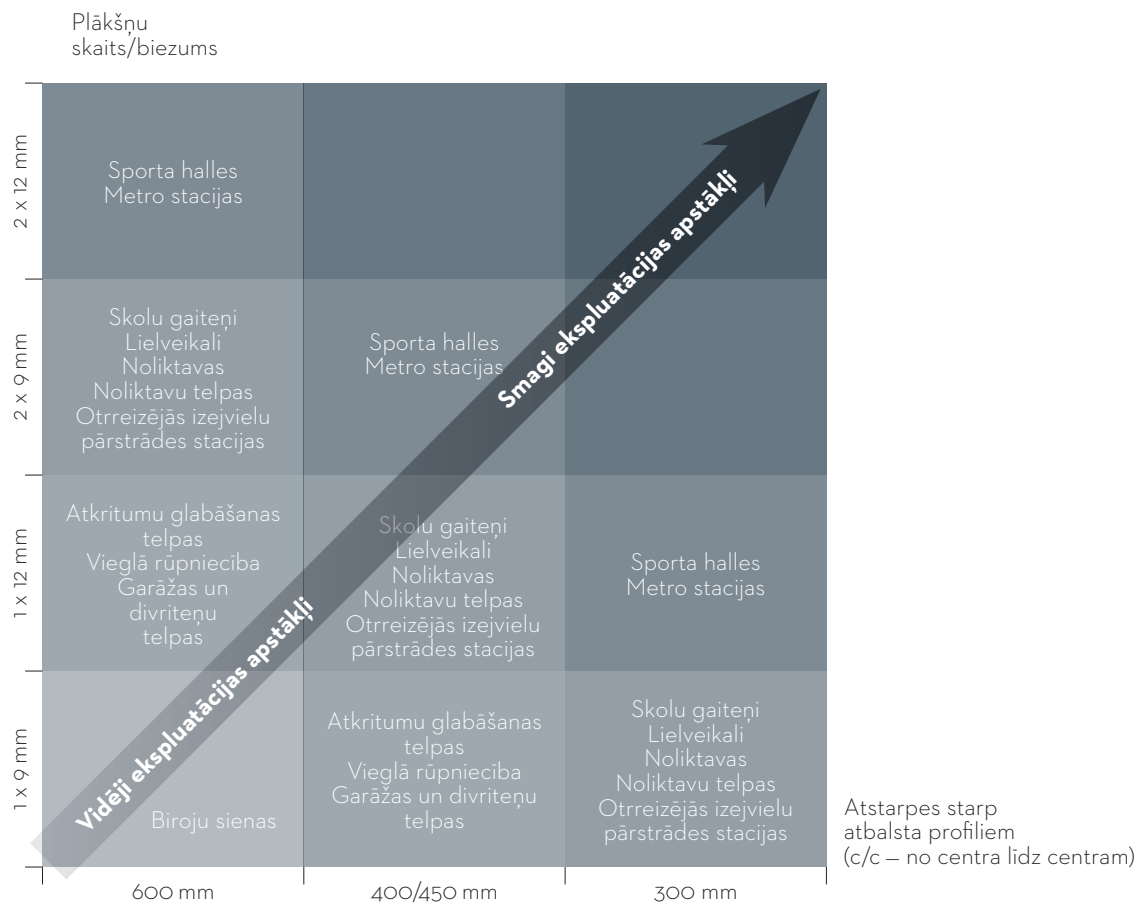 Plākšņu
skaits/biezums
2 x 12 mm
Sporta halles
Metro stacijas
2 x 9 mm
Skolu gaiteņi
Lielveikali
Noliktavas
Noliktavu telpas
Otrreizējās izejvielu
pārstrādes stacijas
Sporta halles
Metro stacijas
Smagi ekspluatācijas apstākļi
1 x 12 mm
Atkritumu glabāšanas
telpas
Vieglā rūpniecība
Garāžas un
divriteņu
telpas
Skolu gaiteņi
Lielveikali
Noliktavas
Noliktavu telpas
Otrreizējās izejvielu
pārstrādes stacijas
Sporta halles
Metro stacijas
1 x 9 mm
Vidēji ekspluatācijas apstākļi
Biroju sienas
Atkritumu glabāšanas
telpas
Vieglā rūpniecība
Garāžas un divriteņu
telpas
Skolu gaiteņi
Lielveikali
Noliktavas
Noliktavu telpas
Otrreizējās izejvielu
pārstrādes stacijas
Atstarpes starp
atbalsta profiliem
(c/c – no centra līdz centram)
600 mm
400/450 mm
300 mm